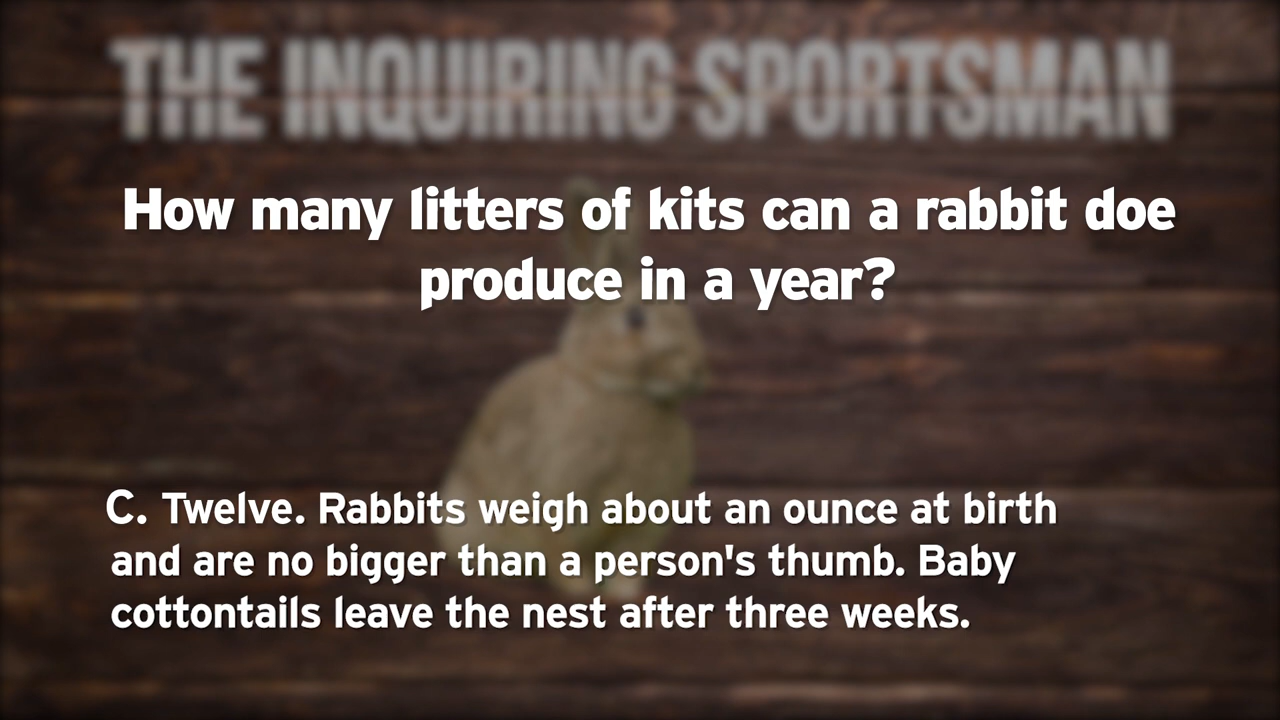 THE INQUIRING SPORTSMAN
How many litters of kits can a rabbit doe
produce in a year?
C. Twelve. Rabbits weigh about an ounce at birth
and are no bigger than a person's thumb. Baby
cottontails leave the nest after three weeks.